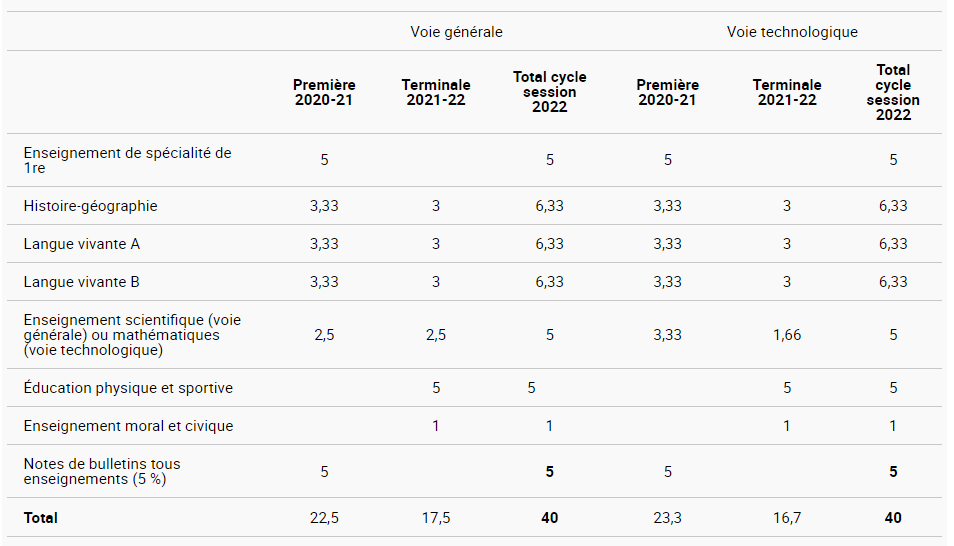 Voie générale Voie technologique
Première 2020-21 Terminale 2021-22 Total cycle session 2022 Première 2020-21 Terminale 2021-22 Total cycle session 2022
Enseignement de spécialité de
1re 5 5 5 5
Histoire-géographie 3,33 3 6,33 3,33 3 6,33
Langue vivante A 3,33 3 6,33 3,33 3 6,33
Langue vivante B 3,33 3 6,33 3,33 3 6,33
Enseignement scientifique (voie
générale) ou mathématiques
(voie technologique) 2,5 2,5 5 3,33 1,66 5
Éducation physique et sportive 5 5 5 5
Enseignement moral et civique 1 1 1 1
Notes de bulletins tous
enseignements (5 %) 5 5 5 5
Total 22,5 17,5 40 23,3 16,7 40